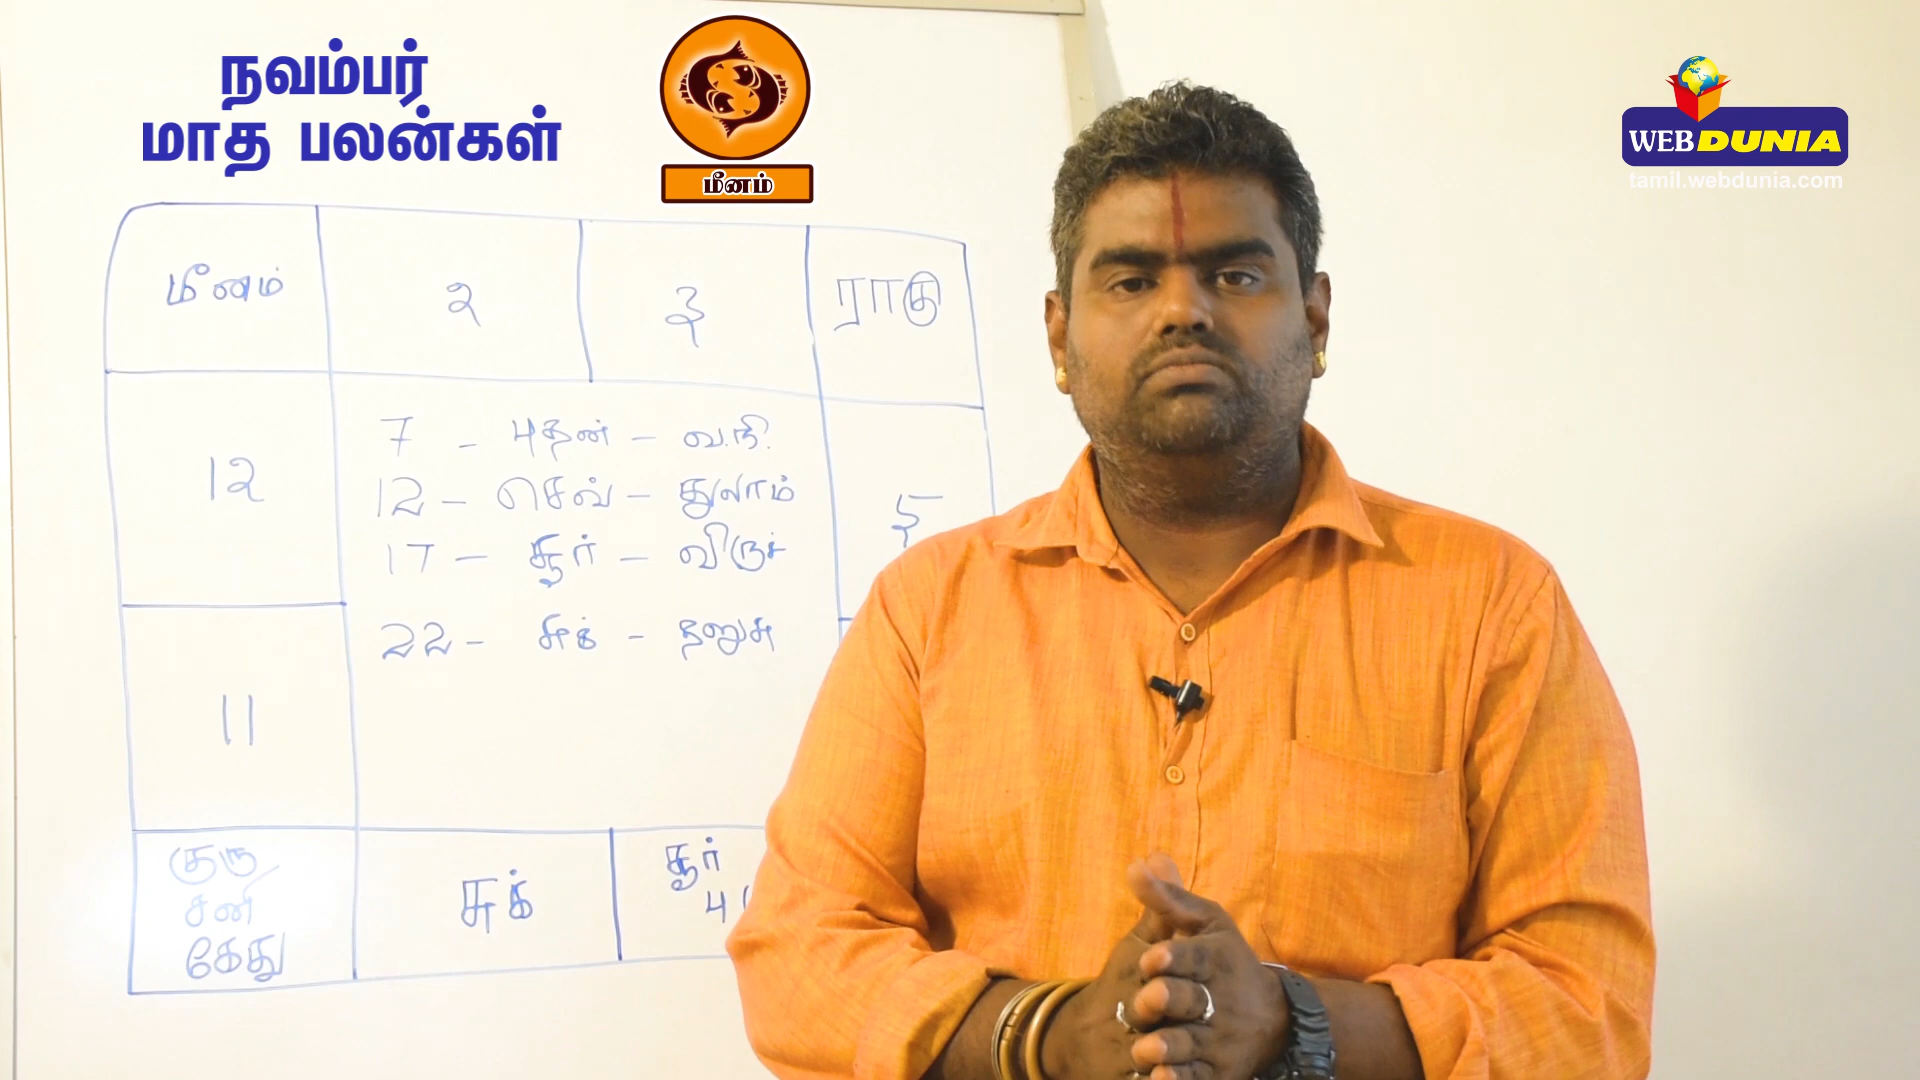 நவம்பர்
மாத பலன்கள்
மீனம்
WEBDUNIA
tamil.webdunia.com
மீனம்
2
3
ராகு
12
7 - புதன் - வ.நி.
12 - செவ் - துலாம்
17 - சூர் - விருச்
22 - சுக் - தனுசு
5
11
குரு
சனி
கேது
சுக்
சூர்